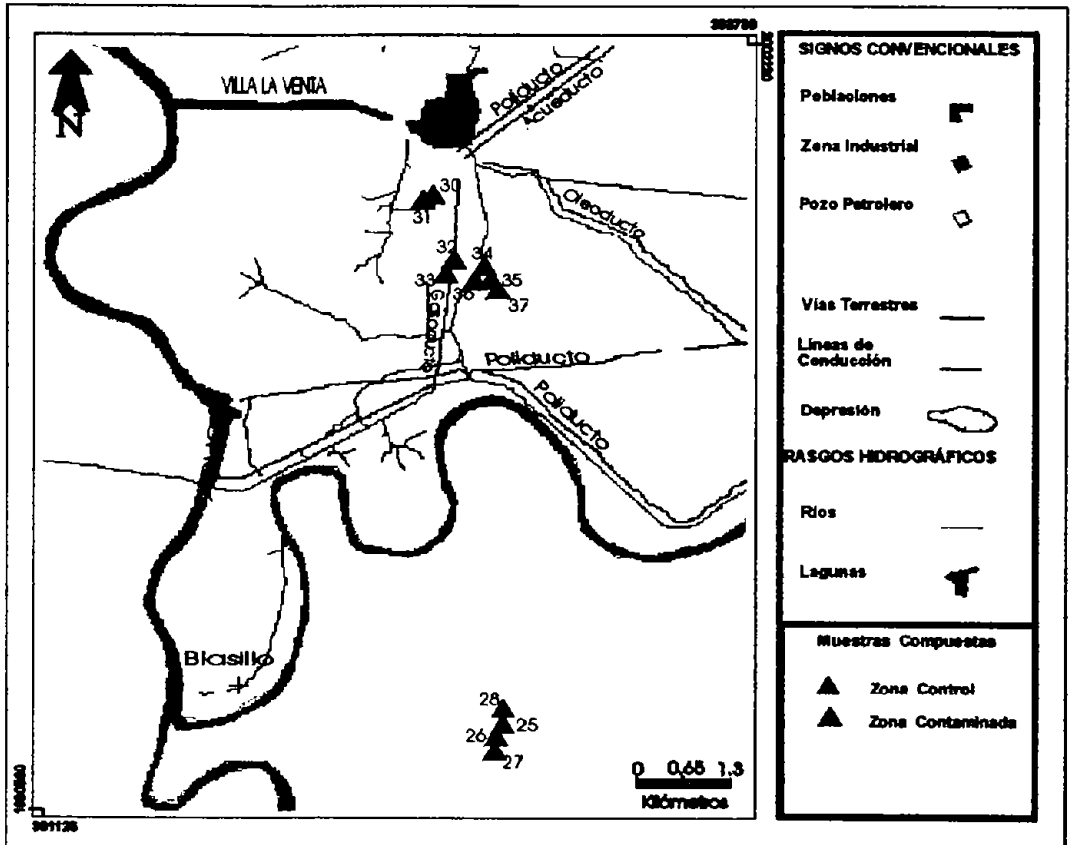 N
VILLA LA VENTA
Poliducto
Acueducto
30
31
Oleoducto
32
33
34
35
36
37
Poliducto
Poliducto
Blasillo
28
25
26
27
0 0.65 1.3
Kilómetros
SIGNOS CONVENCIONALES
Poblaciones
Zona Industrial
Pozo Petrolero
Vías Terrestres
Líneas de
Conducción
Depresión
RASGOS HIDROGRÁFICOS
Ríos
Lagunas
Muestras Compuestas
Zona Control
Zona Contaminada